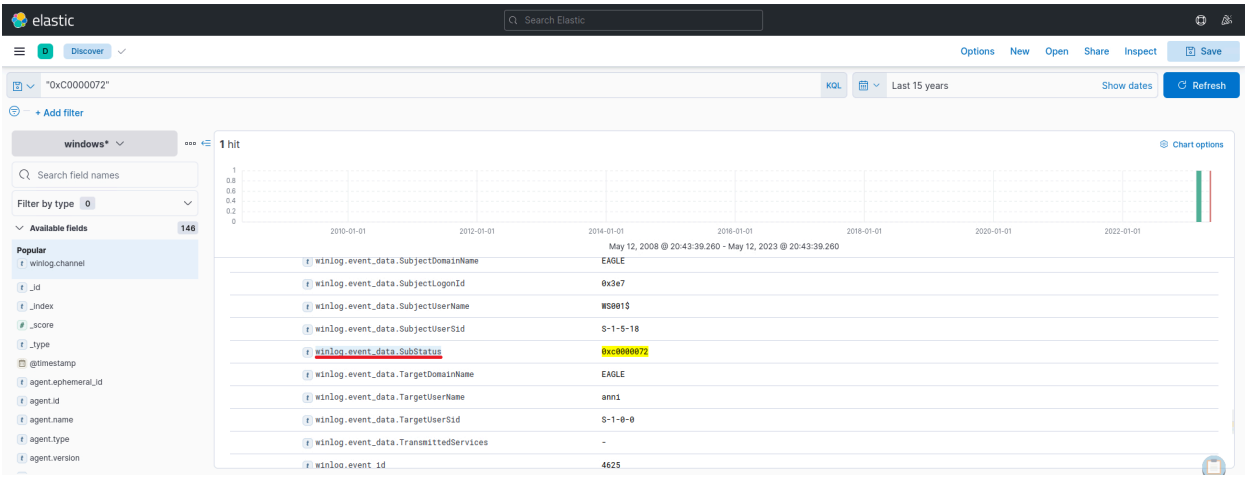 elastic
Search Elastic
D Discover
Options New Open Share Inspect Save
"0xC0000072"
KQL
Last 15 years
Show dates
Refresh
+ Add filter
windows*
1 hit
Chart options
Search field names
Filter by type 0
Available fields 146
Popular
t winlog.channel
t _id
t _index
# _score
t _type
@timestamp
t agent.ephemeral_id
t agent.id
t agent.name
t agent.type
t agent.version
1
0.8
0.6
0.4
0.2
0
2010-01-01 2012-01-01 2014-01-01 2016-01-01 2018-01-01 2020-01-01 2022-01-01
May 12, 2008 @ 20:43:39.260 - May 12, 2023 @ 20:43:39.260
t winlog.event_data.SubjectDomainName EAGLE
t winlog.event_data.SubjectLogonId 0x3e7
t winlog.event_data.SubjectUserName WS001$
t winlog.event_data.SubjectUserSid S-1-5-18
t winlog.event_data.SubStatus 0xc0000072
t winlog.event_data.TargetDomainName EAGLE
t winlog.event_data.TargetUserName anni
t winlog.event_data.TargetUserSid S-1-0-0
t winlog.event_data.TransmittedServices -
t winlog.event_id 4625